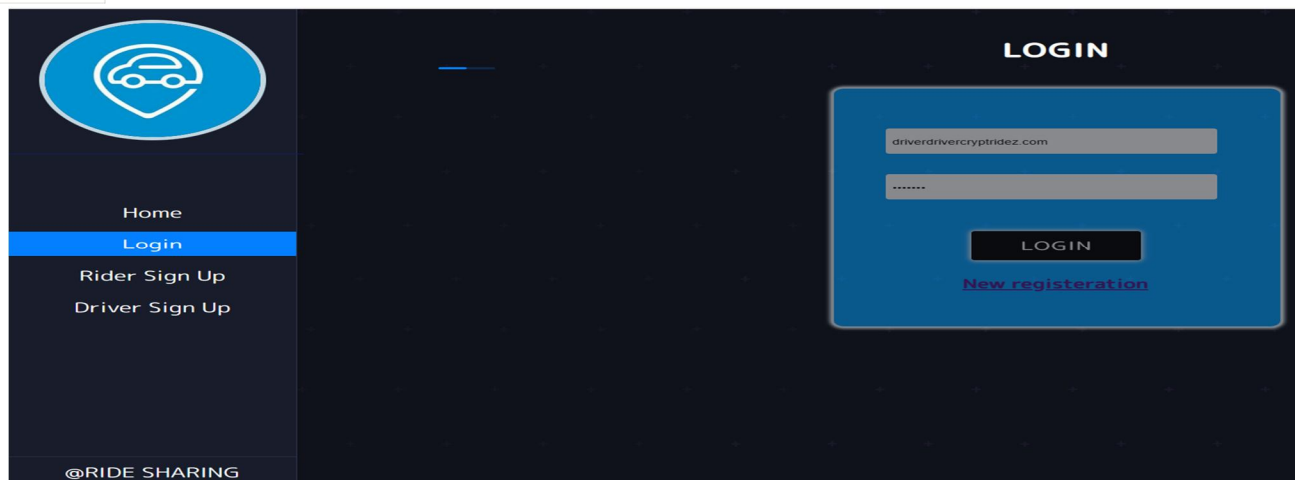 Home
Login
Rider Sign Up
Driver Sign Up
@RIDE SHARING
LOGIN
driverdrivercryptridez.com
•••••••
LOGIN
New registeration